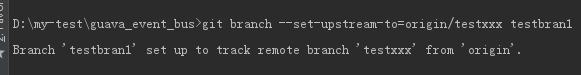 D:\my-test\guava_event_bus>git branch --set-upstream-to=origin/testxxx testbran1
Branch 'testbran1' set up to track remote branch 'testxxx' from 'origin'.